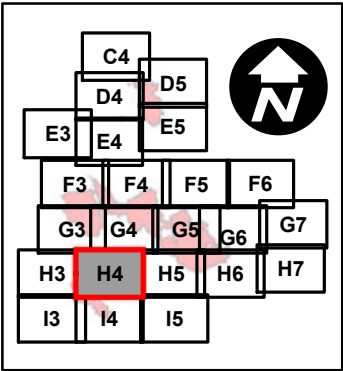 C4
D4 D5
E3 E4 E5
N
F3 F4 F5 F6
G3 G4 G5 G6 G7
H3 H4 H5 H6 H7
I3 I4 I5